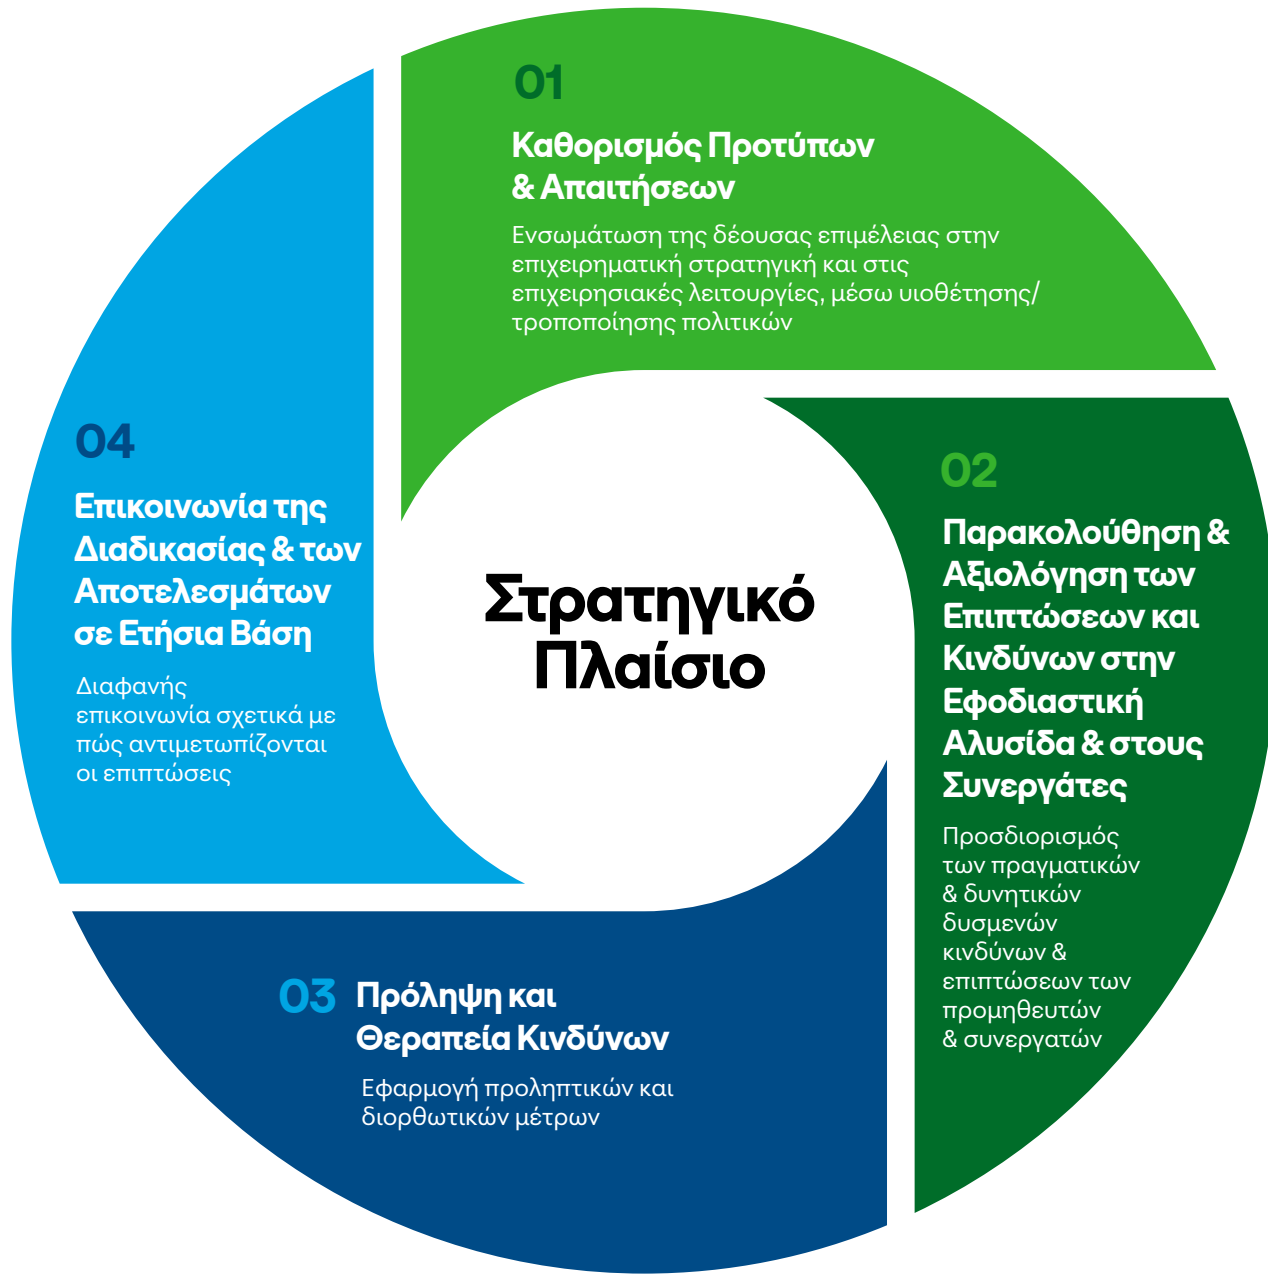 01
Καθορισμός Προτύπων
& Απαιτήσεων
Ενσωμάτωση της δέουσας επιμέλειας στην
επιχειρηματική στρατηγική και στις
επιχειρησιακές λειτουργίες, μέσω υιοθέτησης/
τροποποίησης πολιτικών
02
Παρακολούθηση &
Αξιολόγηση των
Επιπτώσεων και
Κινδύνων στην
Εφοδιαστική
Αλυσίδα & στους
Συνεργάτες
Προσδιορισμός
των πραγματικών
& δυνητικών
δυσμενών
κινδύνων &
επιπτώσεων των
προμηθευτών
& συνεργατών
03
Πρόληψη και
Θεραπεία Κινδύνων
Εφαρμογή προληπτικών και
διορθωτικών μέτρων
04
Επικοινωνία της
Διαδικασίας & των
Αποτελεσμάτων
σε Ετήσια Βάση
Διαφανής
επικοινωνία σχετικά με
πώς αντιμετωπίζονται
οι επιπτώσεις
Στρατηγικό
Πλαίσιο